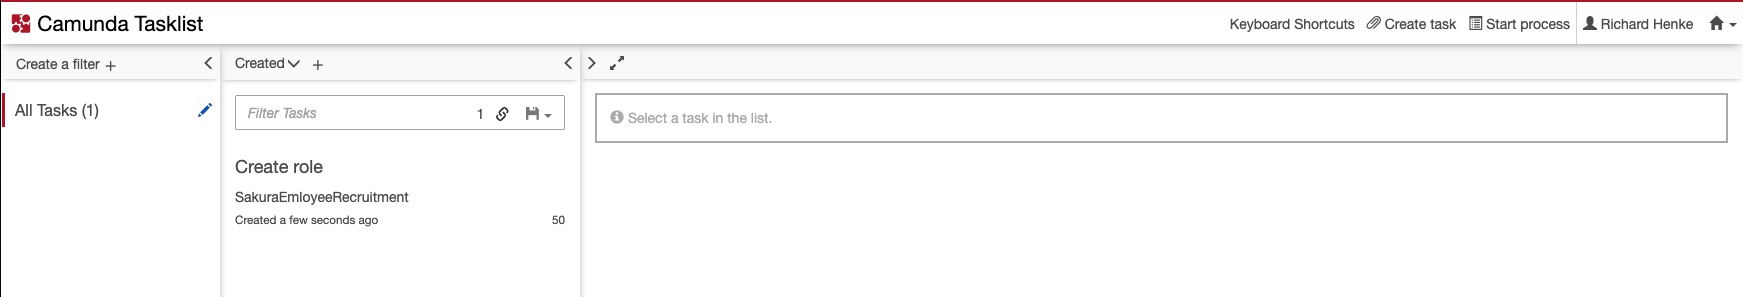 Camunda Tasklist
Keyboard Shortcuts Create task Start process Richard Henke
Create a filter +
Created +
All Tasks (1)
Filter Tasks 1
Select a task in the list.
Create role
SakuraEmloyeeRecruitment
Created a few seconds ago 50